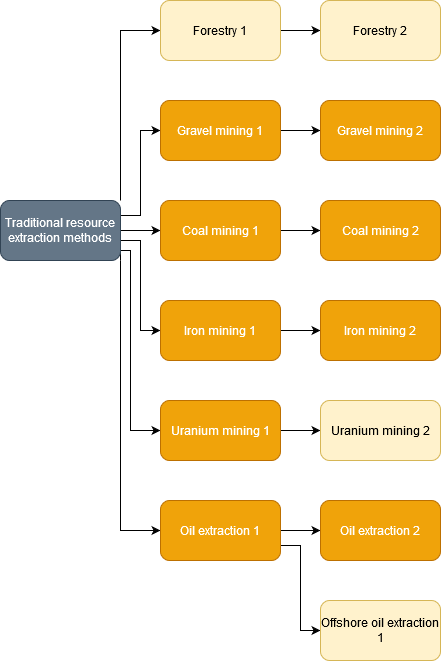 Forestry 1
Forestry 2
Gravel mining 1
Gravel mining 2
Traditional resource
extraction methods
Coal mining 1
Coal mining 2
Iron mining 1
Iron mining 2
Uranium mining 1
Uranium mining 2
Oil extraction 1
Oil extraction 2
Offshore oil extraction
1